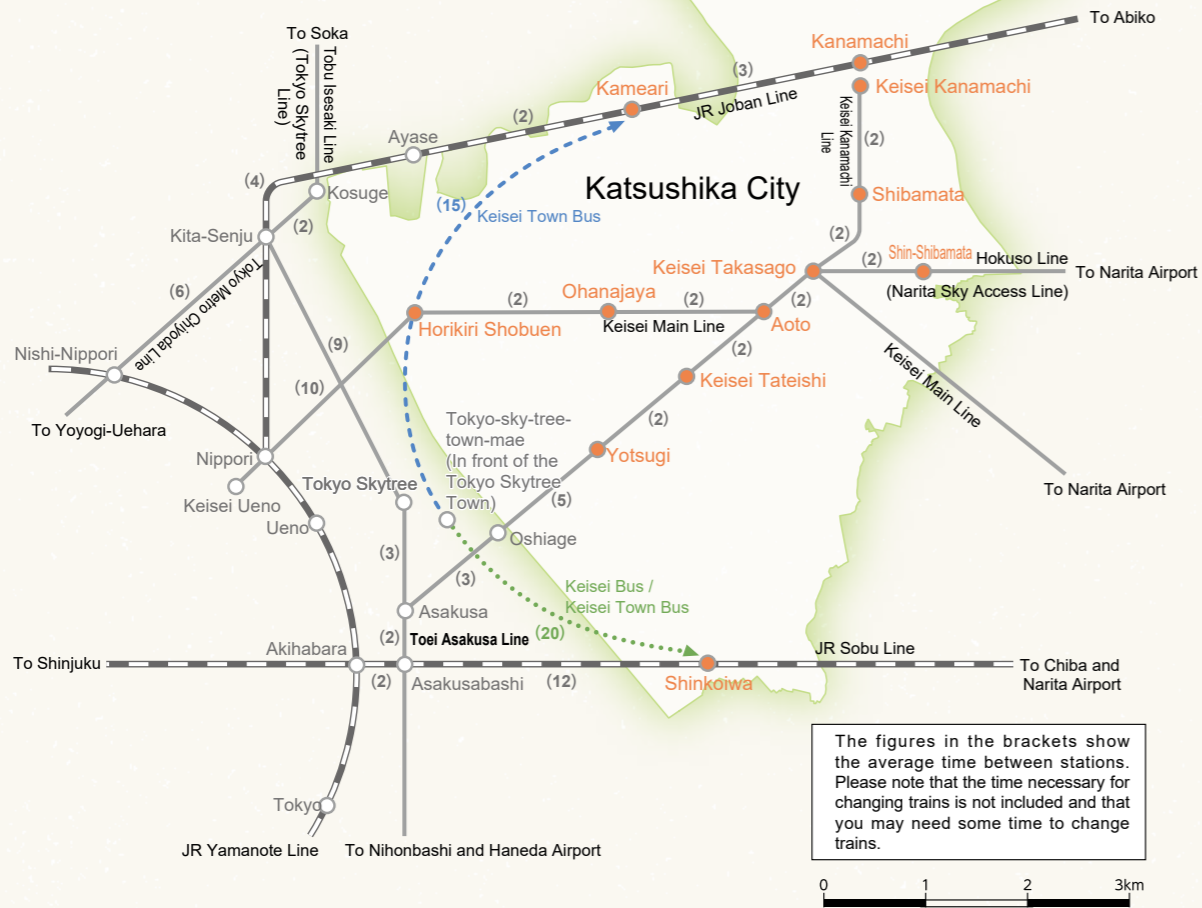 To Abiko
To Soka
Tobu Isesaki Line
(Tokyo Skytree
Line)
Kanamachi
(3)
Kameari
JR Joban Line
Keisei Kanamachi
Keisei Kanamachi
Line
(2)
(2)
Ayase
(4)
Kosuge
(2)
Kita-Senju
Katsushika City
Shibamata
(15)
Keisei Town Bus
(2)
Shin-Shibamata
Hokuso Line
(2)
Keisei Takasago
To Narita Airport
(Narita Sky Access Line)
Tokyo Metro Chiyoda Line
(6)
(2)
Ohanajaya
(2)
(2)
Horikiri Shobuen
Keisei Main Line
Aoto
(9)
(2)
Nishi-Nippori
(10)
Keisei Tateishi
Keisei Main Line
To Yoyogi-Uehara
Tokyo-sky-tree-
town-mae
(In front of the
Tokyo Skytree
Town)
(2)
Nippori
Yotsugi
Tokyo Skytree
Keisei Ueno
(5)
To Narita Airport
Ueno
Oshiage
(3)
(3)
Keisei Bus /
Keisei Town Bus
Asakusa
(2)
Toei Asakusa Line
(20)
Akihabara
JR Sobu Line
To Shinjuku
To Chiba and
Narita Airport
(2)
Asakusabashi
(12)
Shinkoiwa
The figures in the brackets show
the average time between stations.
Please note that the time necessary for
changing trains is not included and that
you may need some time to change
trains.
Tokyo
JR Yamanote Line
To Nihonbashi and Haneda Airport
0 1 2 3km